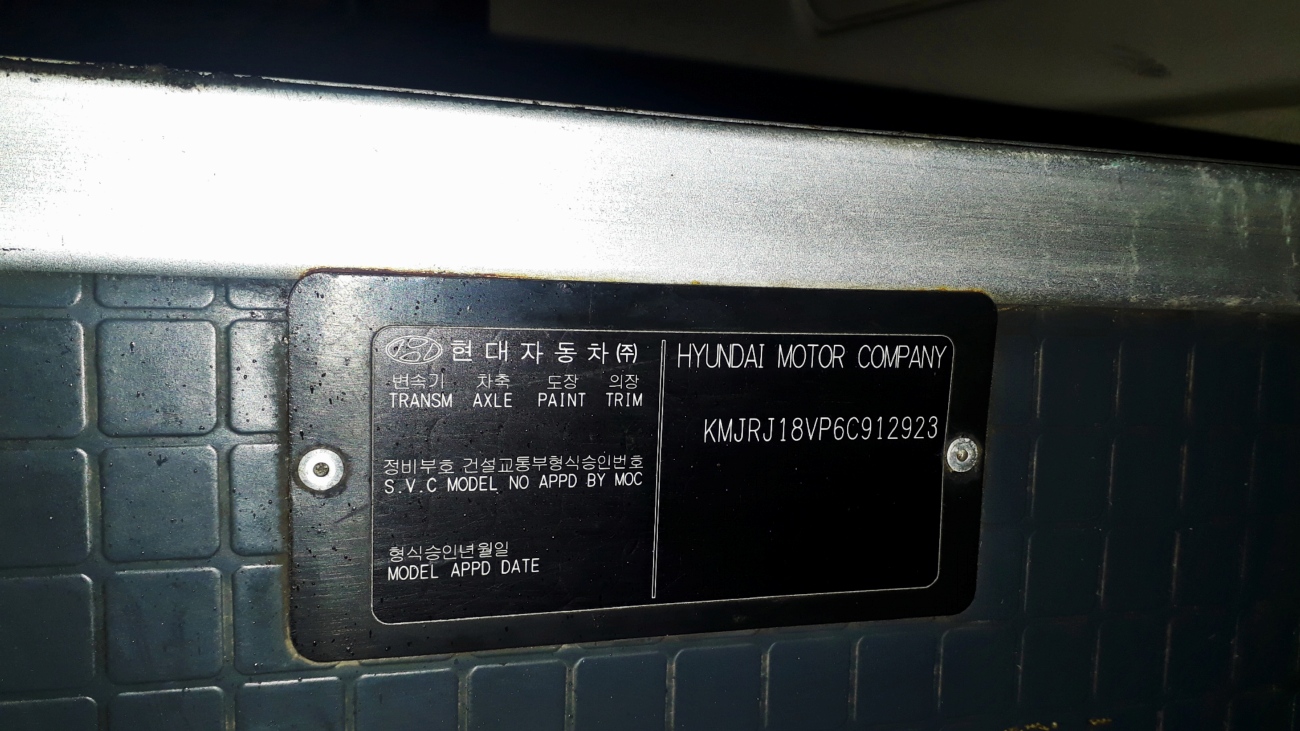 현대자동차(주)
변속기 차축 도장 의장
TRANSM AXLE PAINT TRIM
정비부호 건설교통부형식승인번호
S.V.C MODEL NO APPD BY MOC
형식승인년월일
MODEL APPD DATE
HYUNDAI MOTOR COMPANY
KMJRJ18VP6C912923